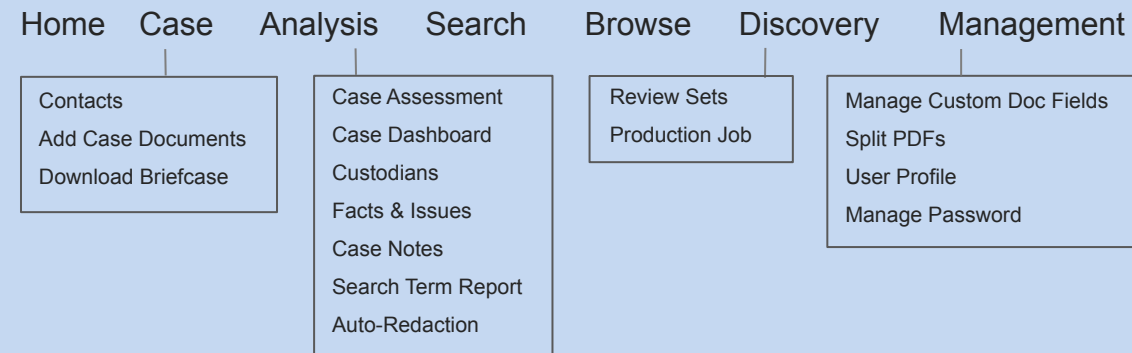 Home Case Analysis Search Browse Discovery Management
Contacts
Add Case Documents
Download Briefcase
Case Assessment
Case Dashboard
Custodians
Facts & Issues
Case Notes
Search Term Report
Auto-Redaction
Review Sets
Production Job
Manage Custom Doc Fields
Split PDFs
User Profile
Manage Password